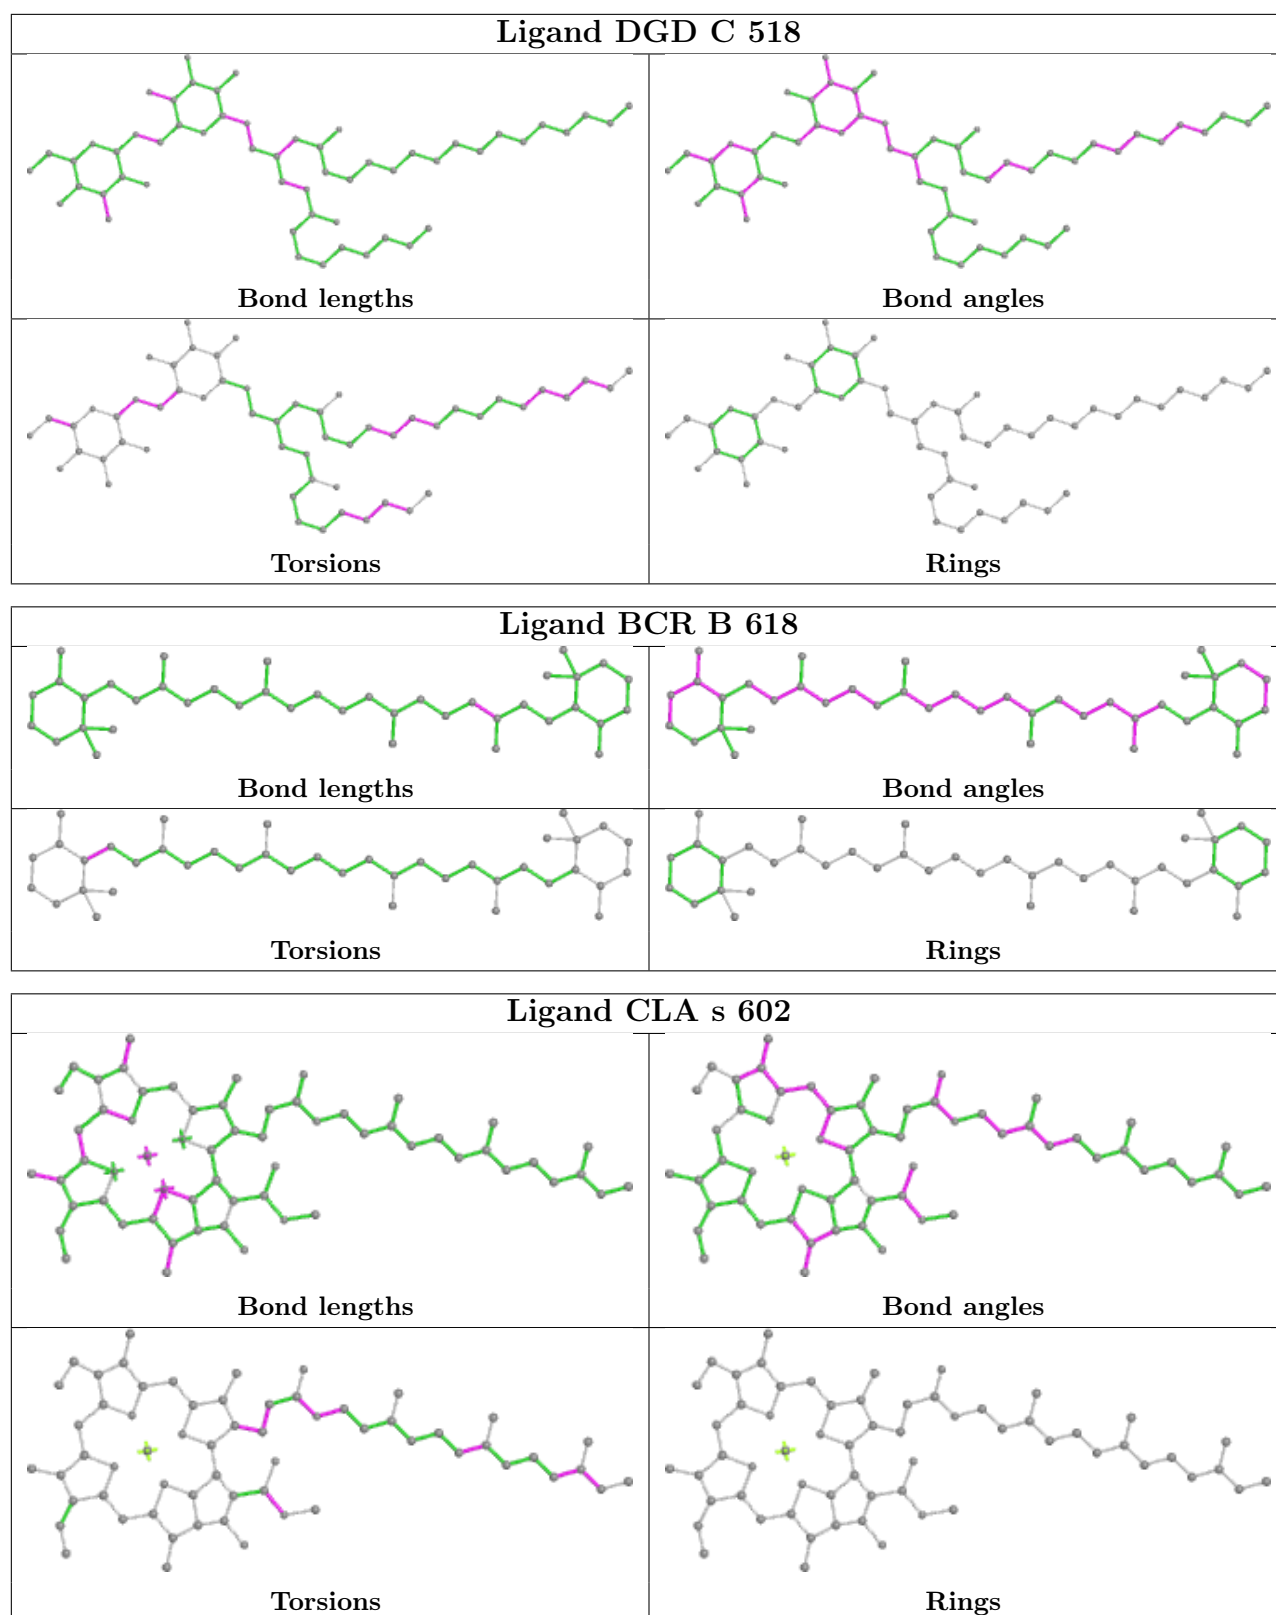 Ligand DGD C 518
Bond lengths
Bond angles
Torsions
Rings
Ligand BCR B 618
Bond lengths
Bond angles
Torsions
Rings
Ligand CLA s 602
Bond lengths
Bond angles
Torsions
Rings